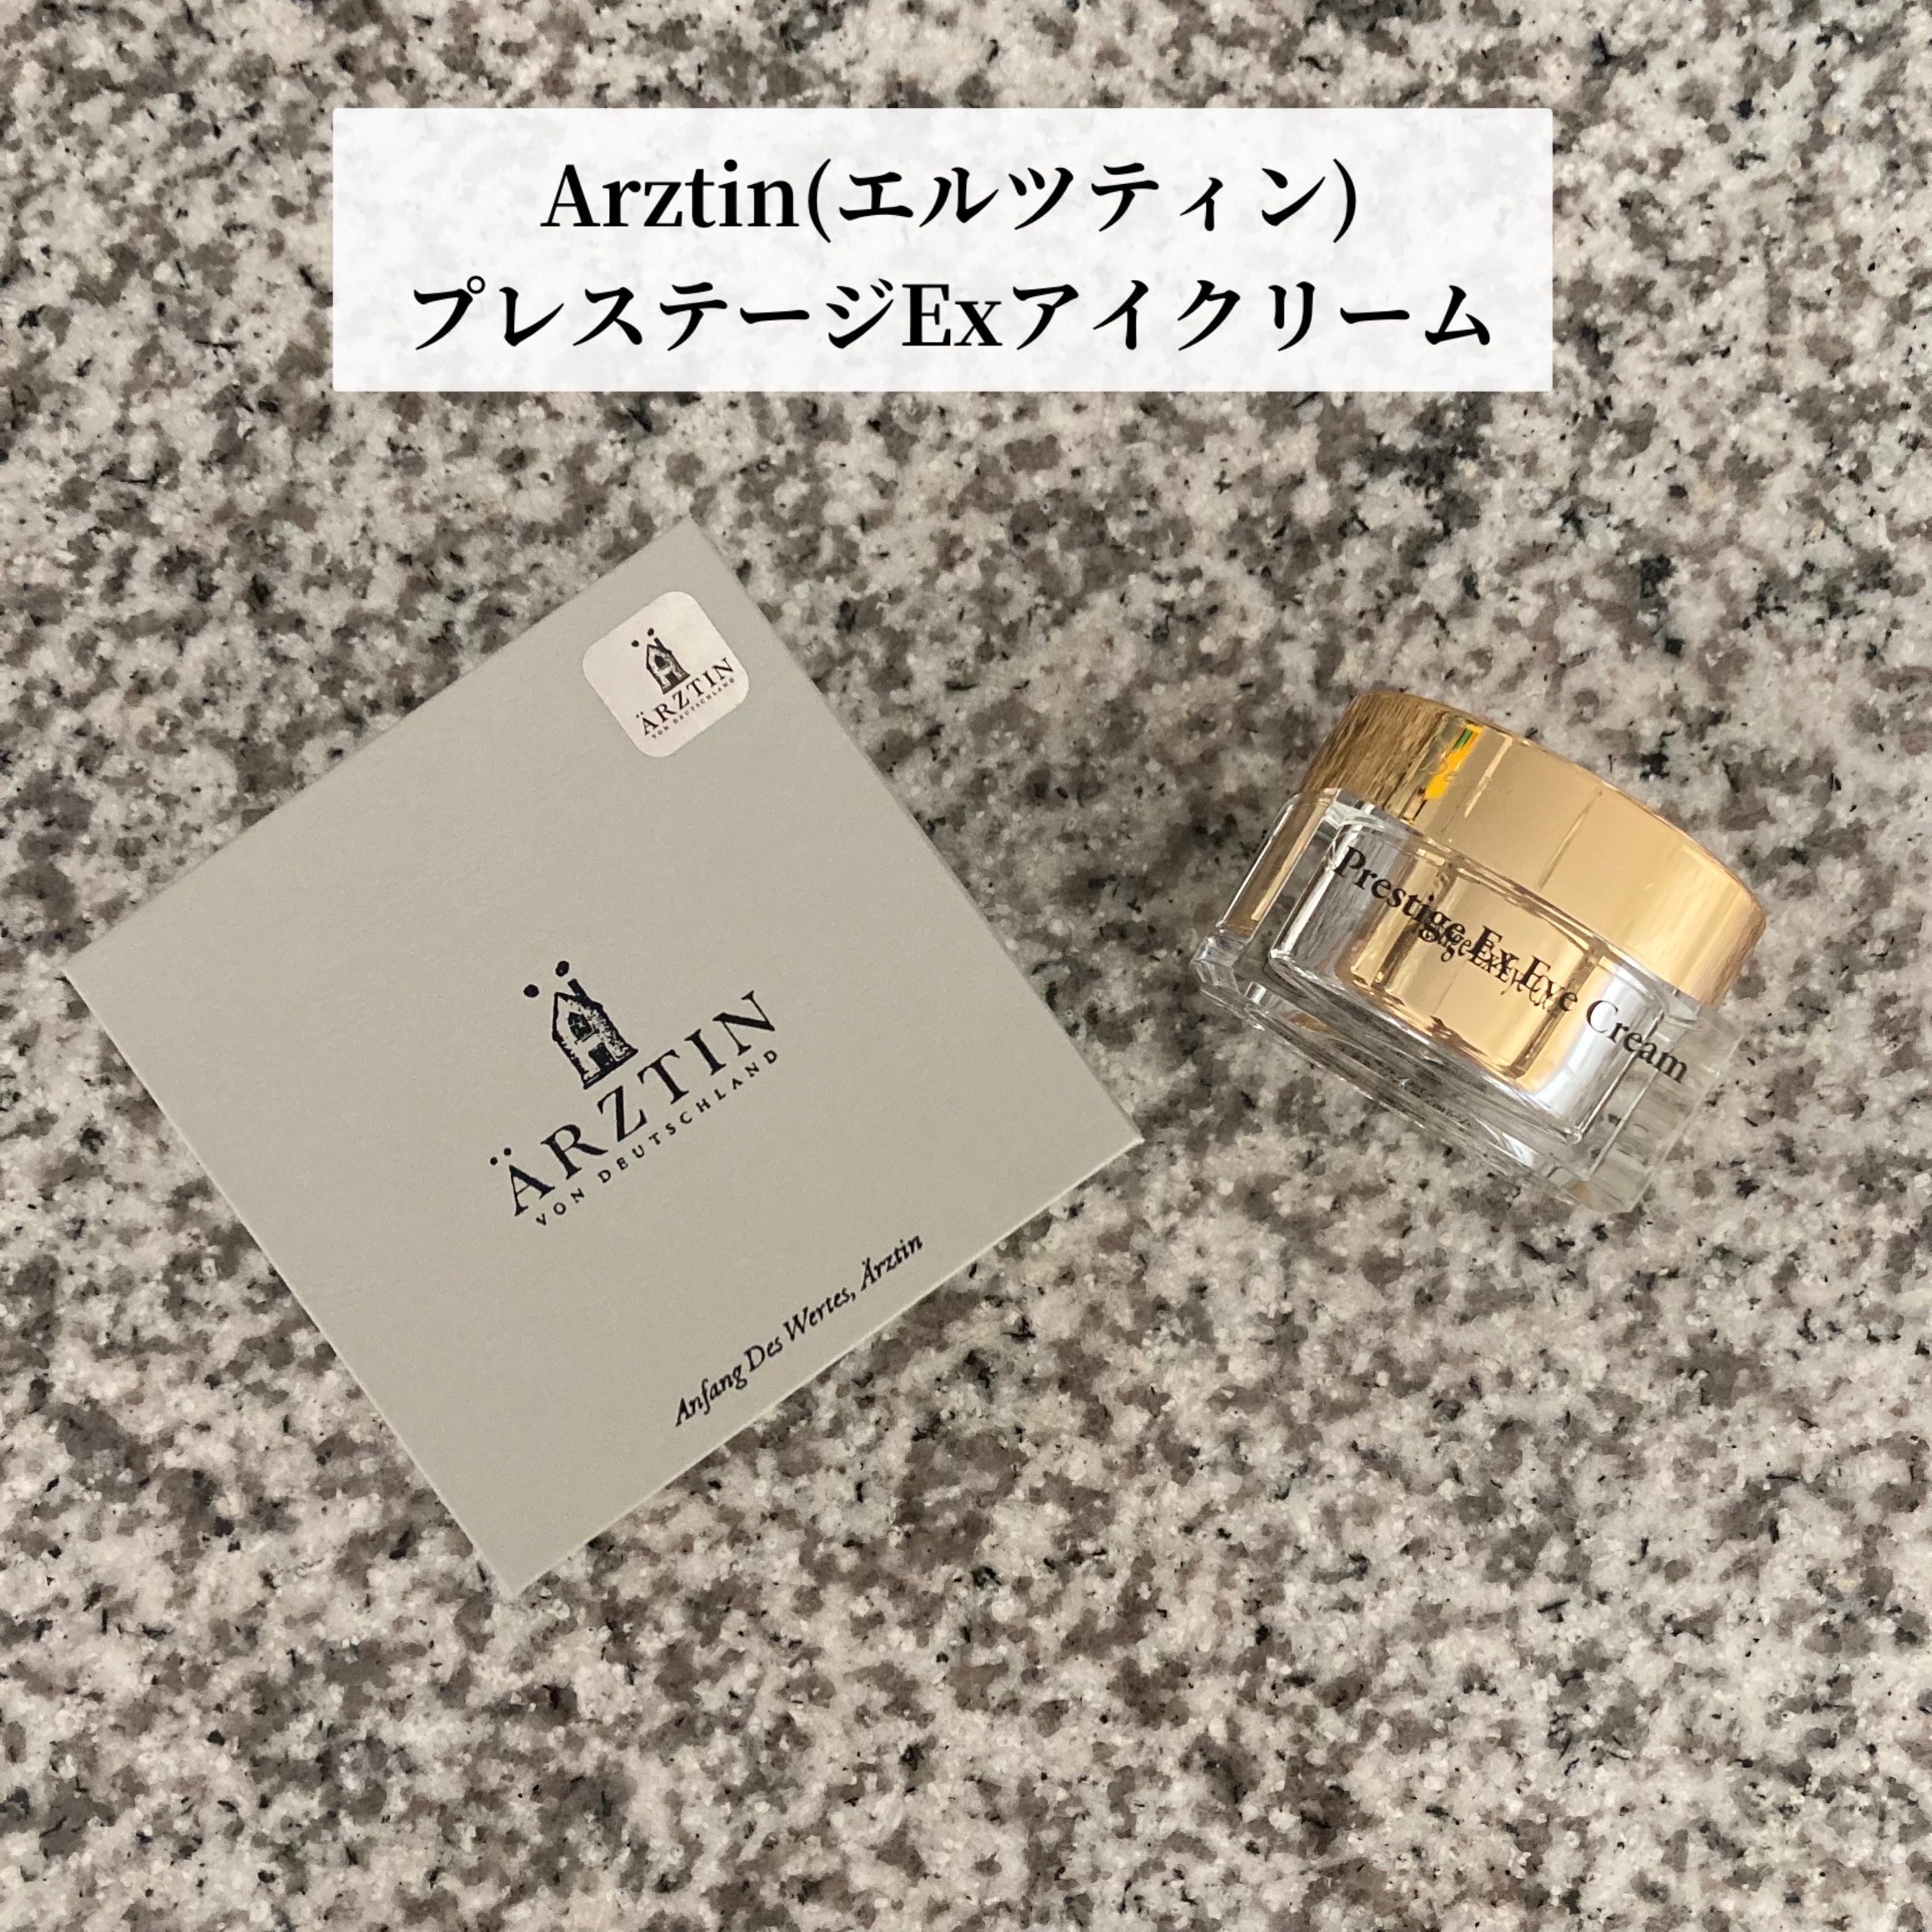 Arztin(エルツティン)
プレステージExアイクリーム
ÄRZTIN
VON DEUTSCHLAND
ÄRZTIN
VON DEUTSCHLAND
Anfang Des Wertes, Ärztin
Prestige Ex Eye Cream